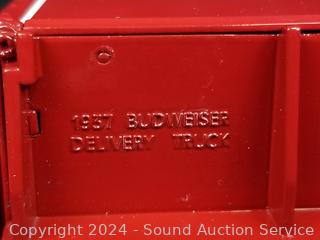 C
1937 BUDWEISER
DELIVERY TRUCK
Copyright © 2024 - Sound Auction Service